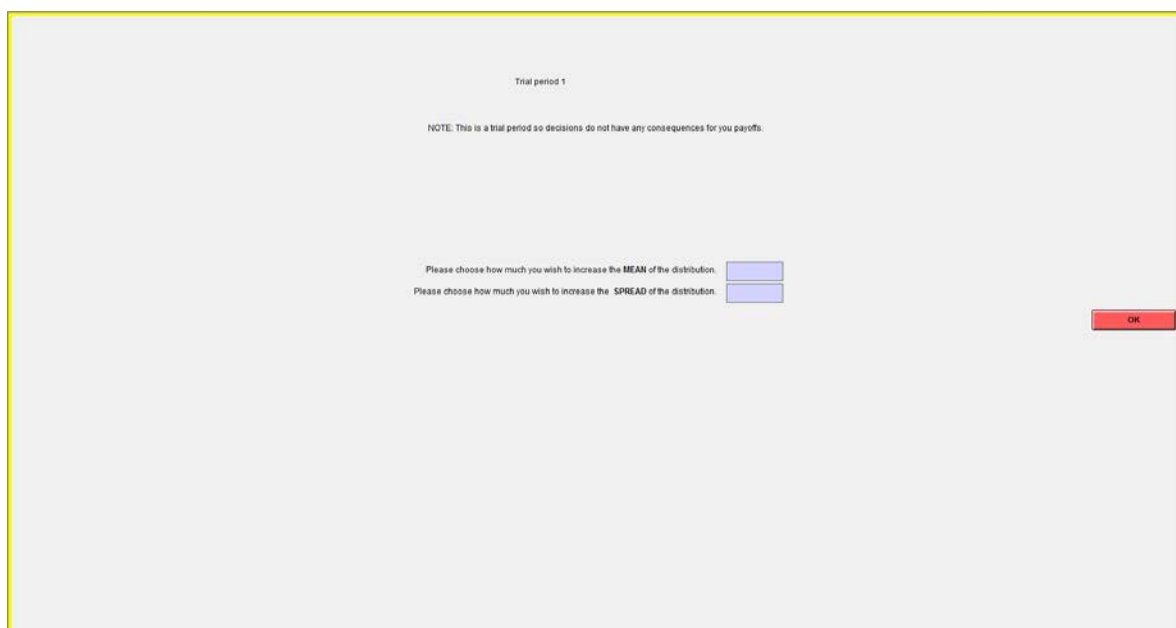 Trial period 1
NOTE: This is a trial period so decisions do not have any consequences for you payoffs.
Please choose how much you wish to increase the MEAN of the distribution.
Please choose how much you wish to increase the SPREAD of the distribution.
OK